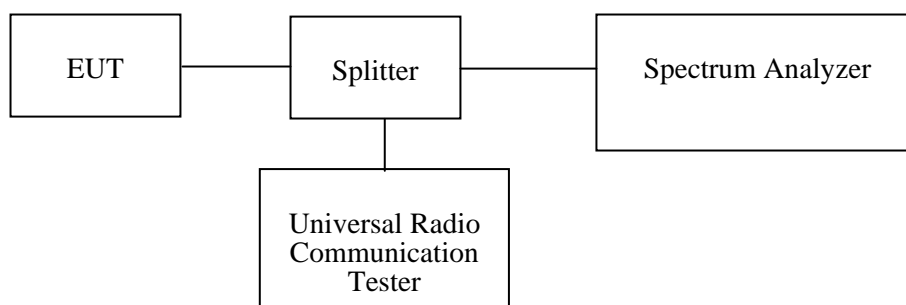 EUT
Splitter
Spectrum Analyzer
Universal Radio
Communication
Tester